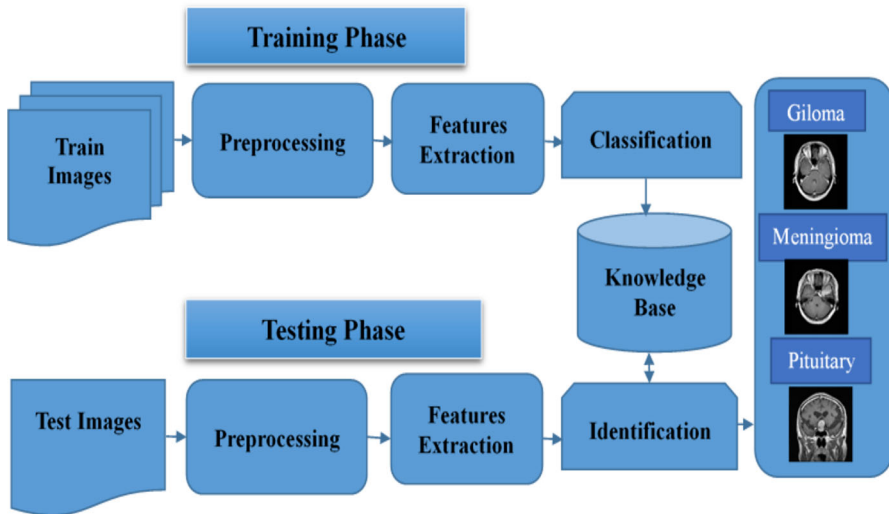 Training Phase
Train
Images
Preprocessing
Features
Extraction
Classification
Knowledge
Base
Testing Phase
Test Images
Preprocessing
Features
Extraction
Identification
Giloma
Meningioma
Pituitary